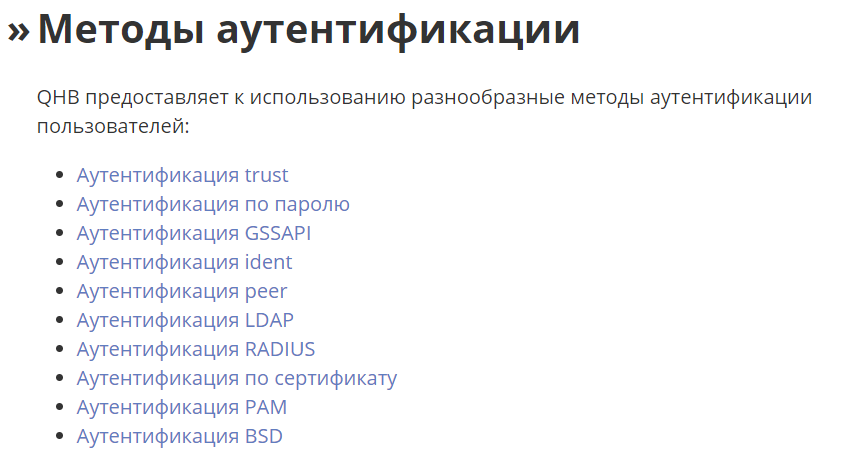 » Методы аутентификации
QHB предоставляет к использованию разнообразные методы аутентификации
пользователей:
• Аутентификация trust
• Аутентификация по паролю
• Аутентификация GSSAPI
• Аутентификация ident
• Аутентификация peer
• Аутентификация LDAP
• Аутентификация RADIUS
• Аутентификация по сертификату
• Аутентификация PAM
• Аутентификация BSD